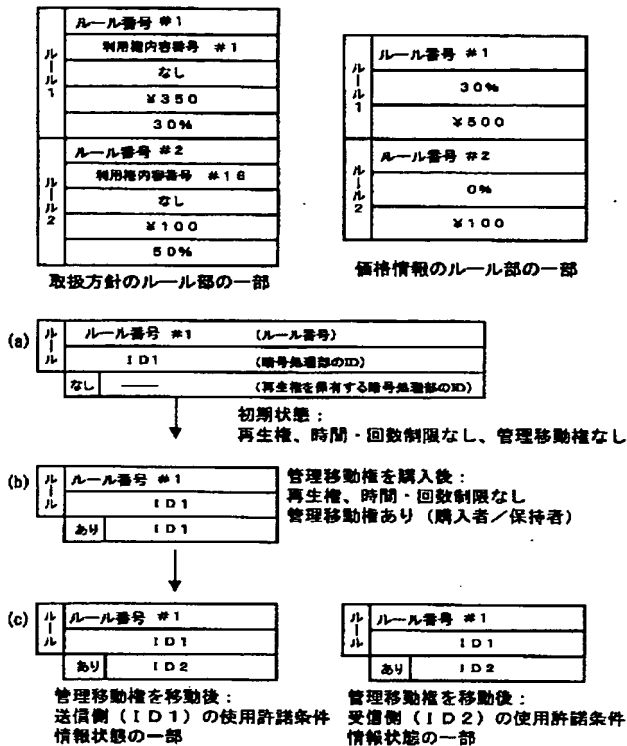 ルール1
ルール番号 #1
利用権内容番号 #1
なし
¥350
30%
ルール2
ルール番号 #2
利用権内容番号 #16
なし
¥100
50%
取扱方針のルール部の一部
ルール1
ルール番号 #1
30%
¥500
ルール2
ルール番号 #2
0%
¥100
価格情報のルール部の一部
(a)
ルール
ルール番号 #1 (ルール番号)
ID1 (暗号処理部のID)
なし ―― (再生権を保有する暗号処理部のID)
初期状態:
再生権、時間・回数制限なし、管理移動権なし
(b)
ルール
ルール番号 #1
ID1
あり ID1
管理移動権を購入後:
再生権、時間・回数制限なし
管理移動権あり(購入者/保持者)
(c)
ルール
ルール番号 #1
ID1
あり ID2
管理移動権を移動後:
送信側(ID1)の使用許諾条件
情報状態の一部
ルール
ルール番号 #1
ID1
あり ID2
管理移動権を移動後:
受信側(ID2)の使用許諾条件
情報状態の一部